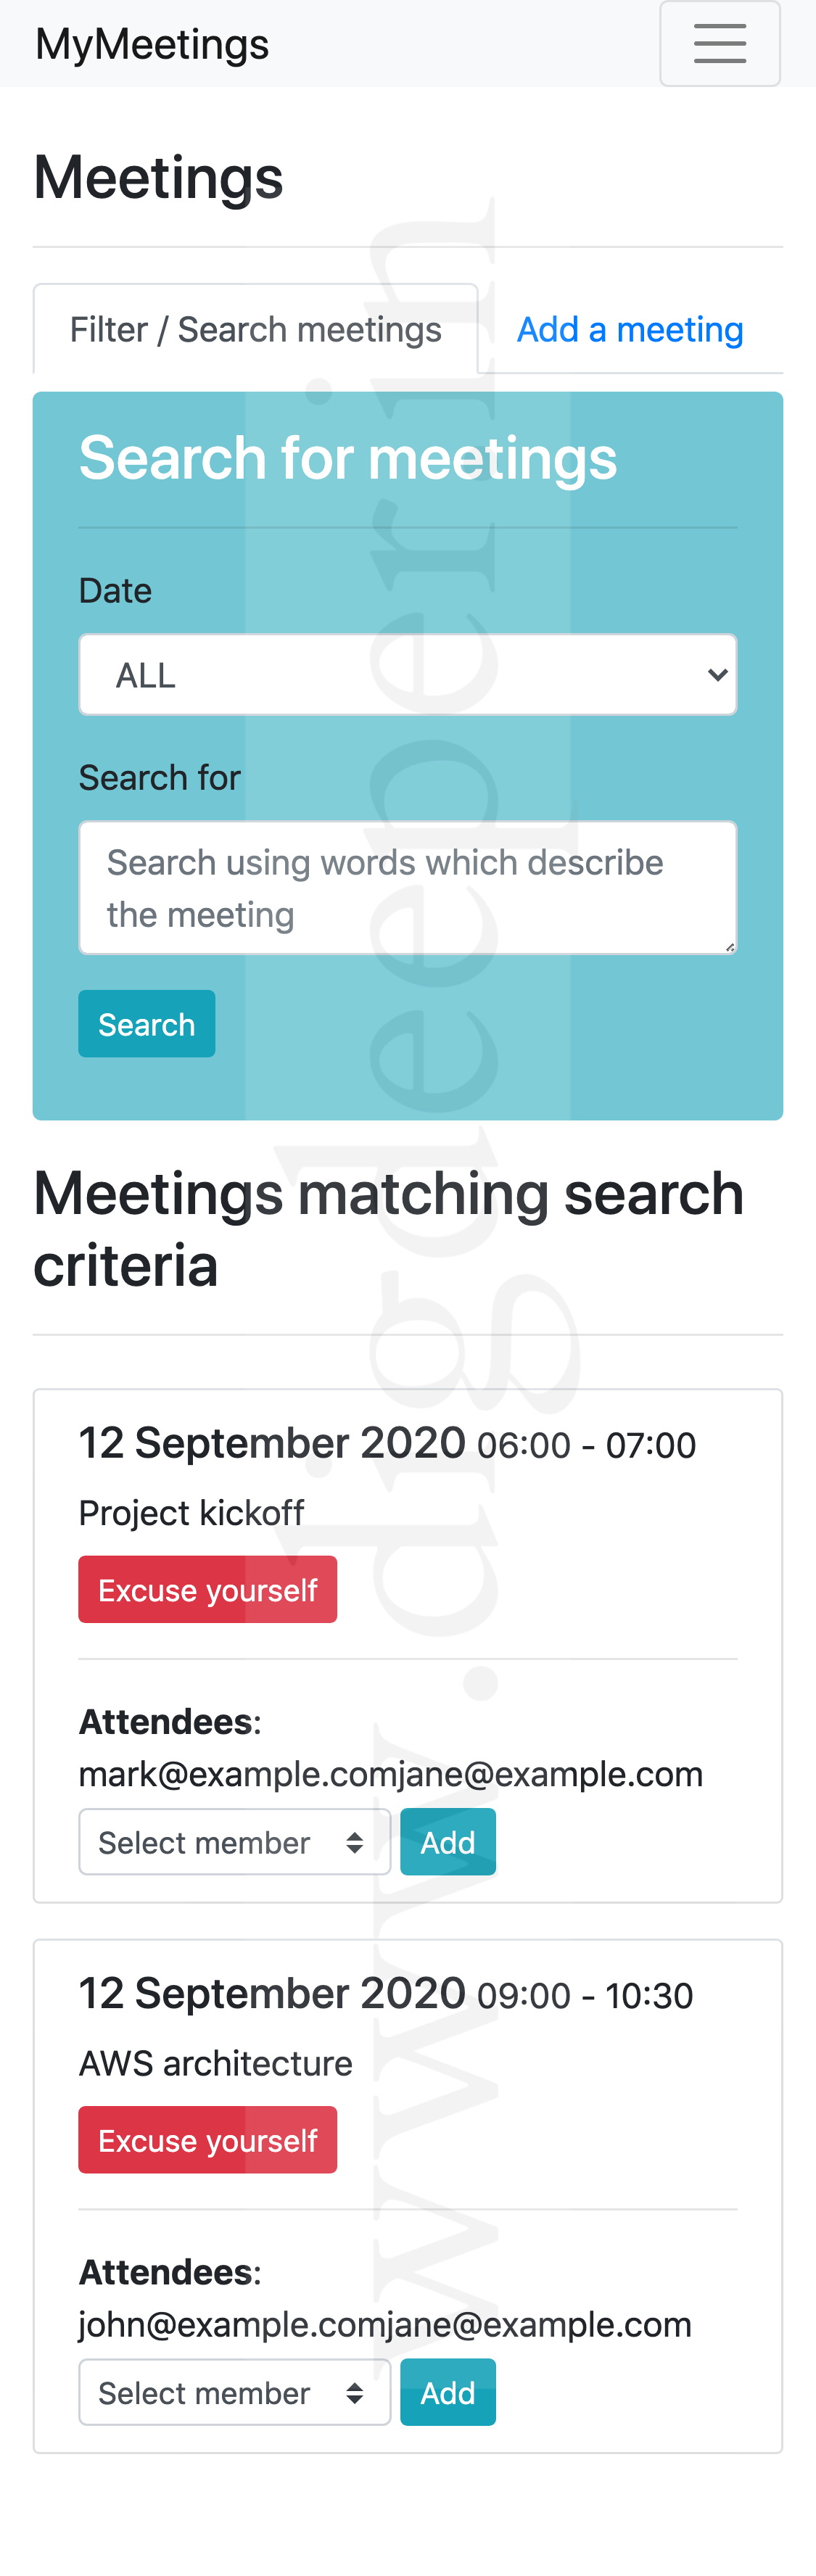 MyMeetings
Meetings
Filter / Search meetings
Add a meeting
Search for meetings
Date
ALL
Search for
Search using words which describe
the meeting
Search
Meetings matching search
criteria
12 September 2020 06:00 - 07:00
Project kickoff
Excuse yourself
Attendees:
mark@example.comjane@example.com
Select member
Add
12 September 2020 09:00 - 10:30
AWS architecture
Excuse yourself
Attendees:
john@example.comjane@example.com
Select member
Add
www.digdeeper.in